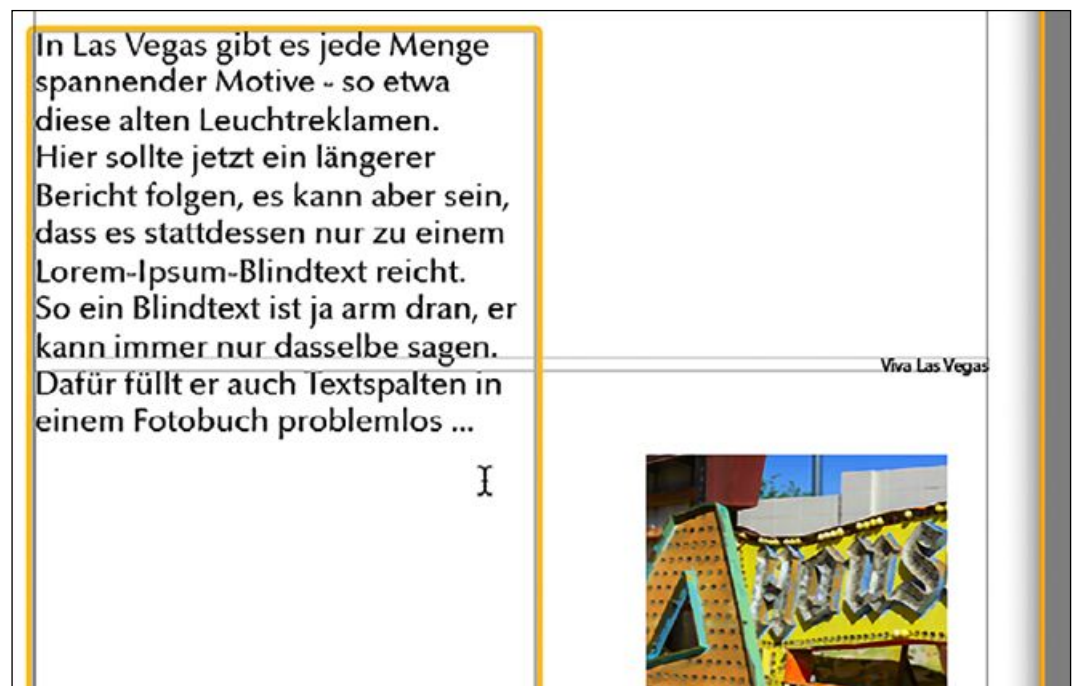 In Las Vegas gibt es jede Menge
spannender Motive - so etwa
diese alten Leuchtreklamen.
Hier sollte jetzt ein längerer
Bericht folgen, es kann aber sein,
dass es stattdessen nur zu einem
Lorem-Ipsum-Blindtext reicht.
So ein Blindtext ist ja arm dran, er
kann immer nur dasselbe sagen.
Dafür füllt er auch Textspalten in
einem Fotobuch problemlos ...
Viva Las Vegas